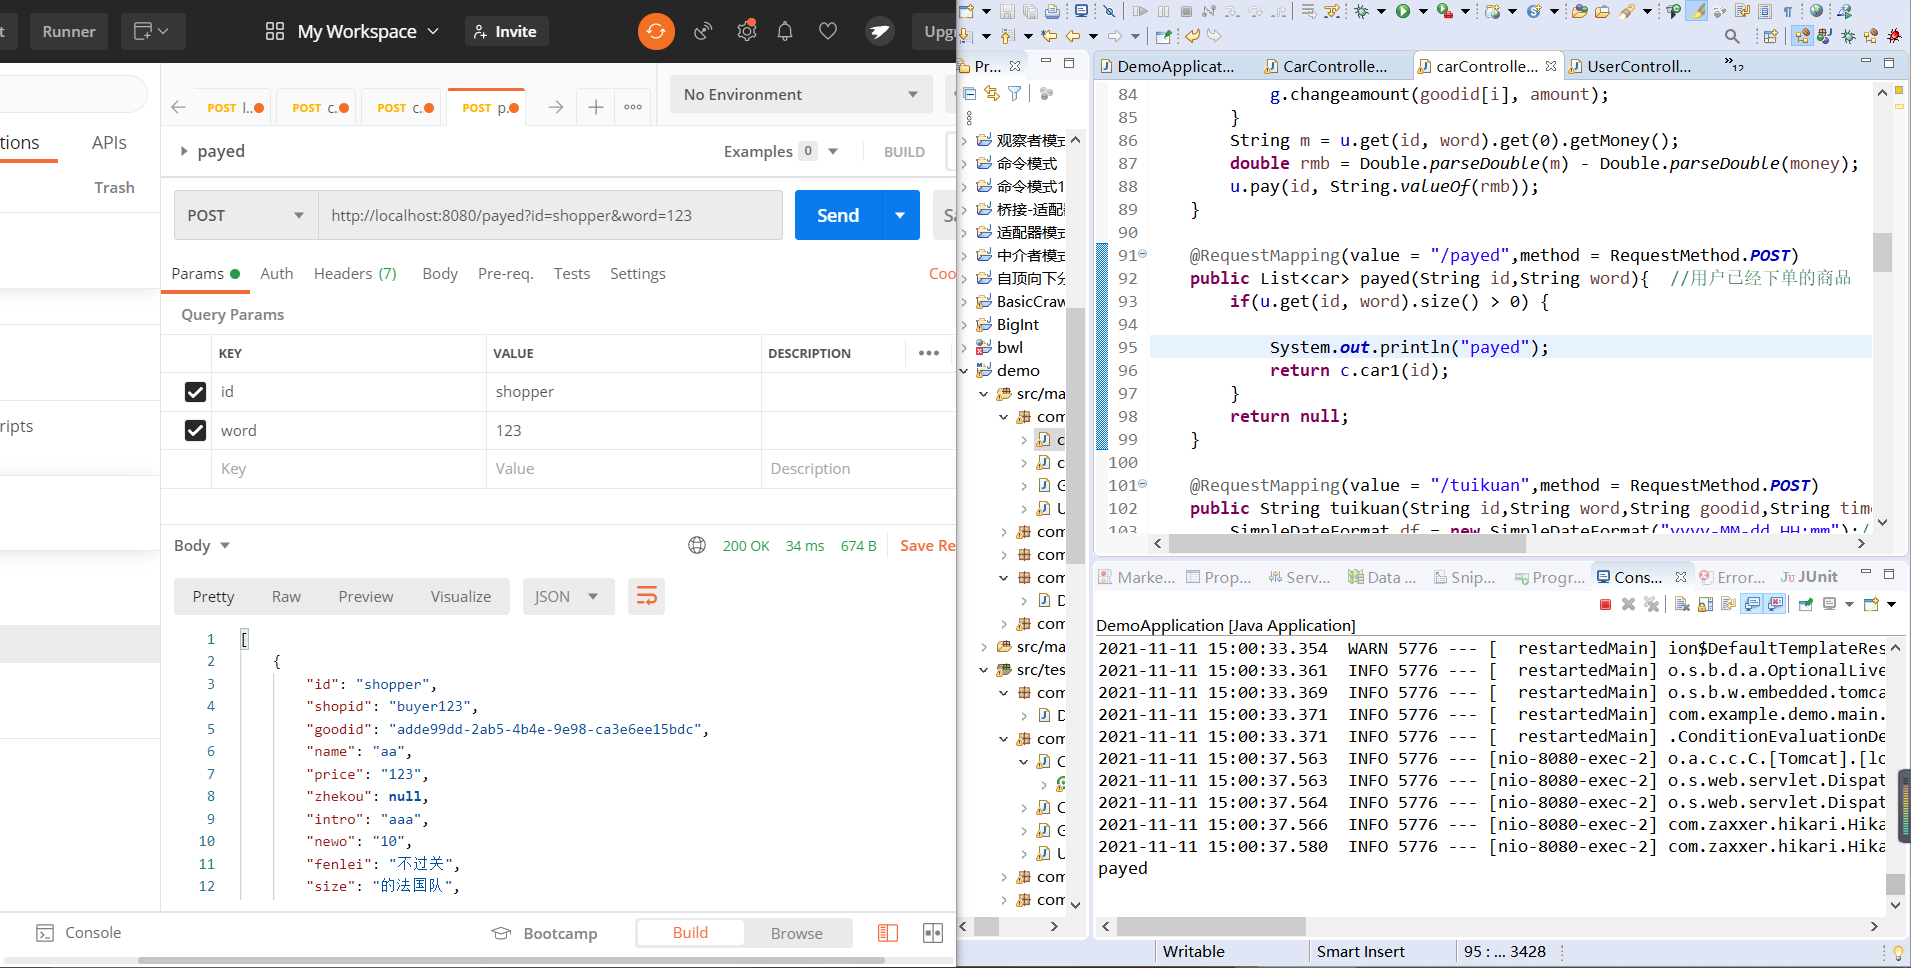 Runner
My Workspace
Invite
Upg
POST l..
POST c.
POST c.
POST p.
No Environment
payed
Examples 0
BUILD
tions
APIs
Trash
ripts
POST
http://localhost:8080/payed?id=shopper&word=123
Send
Sa
Params
Auth
Headers (7)
Body
Pre-req.
Tests
Settings
Coo
Query Params
KEY VALUE DESCRIPTION
id shopper
word 123
Key Value Description
Body
200 OK 34 ms 674 B Save Re
Pretty Raw Preview Visualize JSON
1 [
2 {
3 "id": "shopper",
4 "shopid": "buyer123",
5 "goodid": "adde99dd-2ab5-4b4e-9e98-ca3e6ee15bdc",
6 "name": "aa",
7 "price": "123",
8 "zhekou": null,
9 "intro": "aaa",
10 "newo": "10",
11 "fenlei": "不过关",
12 "size": "的法国队",
Console
Bootcamp
Build
Browse
Pr...
观察者模式
命令模式
命令模式1
桥接-适配
适配器模式
中介者模式
自顶向下分
BasicCraw
BigInt
bwl
demo
src/ma
com
c
c
G
U
com
com
com
D
com
src/ma
src/tes
com
D
com
C
C
G
U
com
com
DemoApplicat...
CarControlle...
carControlle...
UserControll...
»12
84 g.changeamount(goodid[i], amount);
85 }
86 String m = u.get(id, word).get(0).getMoney();
87 double rmb = Double.parseDouble(m) - Double.parseDouble(money);
88 u.pay(id, String.valueOf(rmb));
89 }
90
91 @RequestMapping(value = "/payed",method = RequestMethod.POST)
92 public List<car> payed(String id,String word){ //用户已经下单的商品
93 if(u.get(id, word).size() > 0) {
94
95 System.out.println("payed");
96 return c.car1(id);
97 }
98 return null;
99 }
100
101 @RequestMapping(value = "/tuikuan",method = RequestMethod.POST)
102 public String tuikuan(String id,String word,String goodid,String tim
103 SimpleDateFormat df = new SimpleDateFormat("yyyy-MM-dd HH:mm");/
Marke...
Prop...
Serv...
Data ...
Snip...
Progr...
Cons...
Error...
JUnit
DemoApplication [Java Application]
2021-11-11 15:00:33.354 WARN 5776 --- [ restartedMain] ion$DefaultTemplateRes
2021-11-11 15:00:33.361 INFO 5776 --- [ restartedMain] o.s.b.d.a.OptionalLive
2021-11-11 15:00:33.369 INFO 5776 --- [ restartedMain] o.s.b.w.embedded.tomca
2021-11-11 15:00:33.371 INFO 5776 --- [ restartedMain] com.example.demo.main.
2021-11-11 15:00:33.371 INFO 5776 --- [ restartedMain] .ConditionEvaluationDe
2021-11-11 15:00:37.563 INFO 5776 --- [nio-8080-exec-2] o.a.c.c.C.[Tomcat].[lo
2021-11-11 15:00:37.563 INFO 5776 --- [nio-8080-exec-2] o.s.web.servlet.Dispat
2021-11-11 15:00:37.564 INFO 5776 --- [nio-8080-exec-2] o.s.web.servlet.Dispat
2021-11-11 15:00:37.566 INFO 5776 --- [nio-8080-exec-2] com.zaxxer.hikari.Hika
2021-11-11 15:00:37.580 INFO 5776 --- [nio-8080-exec-2] com.zaxxer.hikari.Hika
payed
Writable
Smart Insert
95 : ... 3428